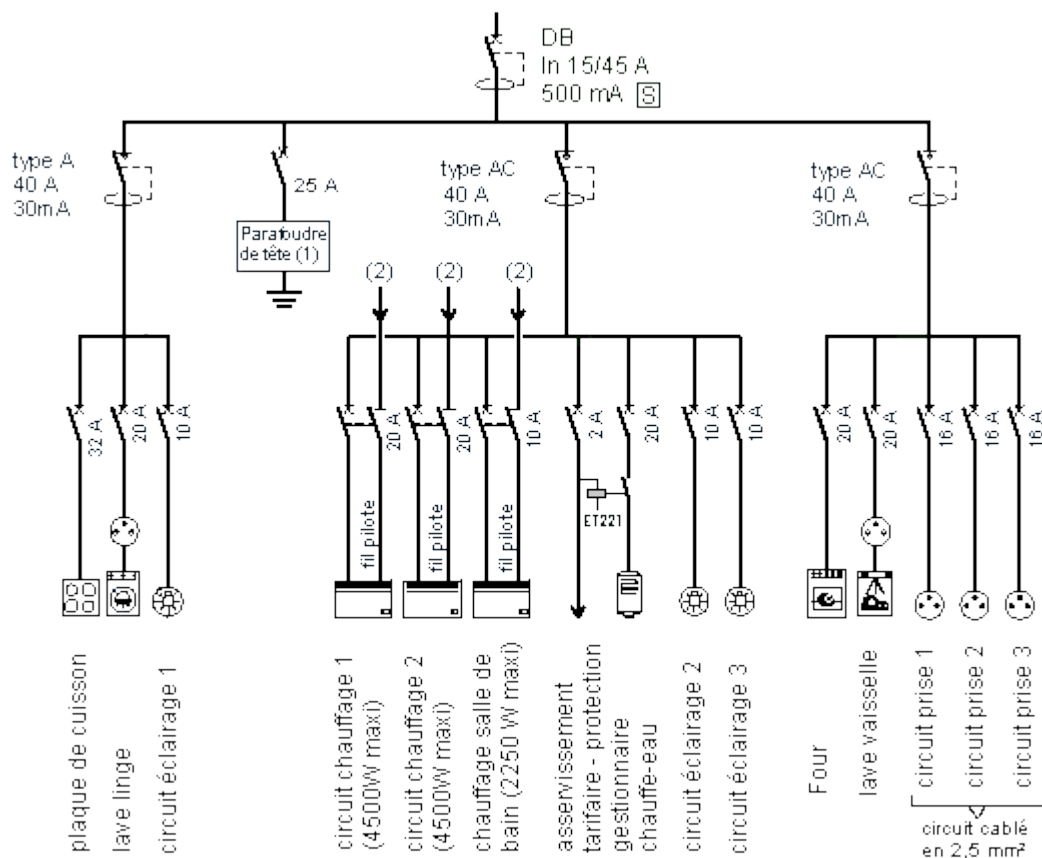 DB
In 15/45 A
500 mA S
type A
40 A
30mA
25 A
Parafoudre
de tête (1)
type AC
40 A
30mA
type AC
40 A
30mA
(2)
(2)
(2)
32 A
20 A
10 A
20 A
20 A
10 A
2 A
20 A
10 A
10 A
20 A
20 A
16 A
16 A
16 A
fil pilote
fil pilote
fil pilote
ET221
plaque de cuisson
lave linge
circuit éclairage 1
circuit chauffage 1
(4500W maxi)
circuit chauffage 2
(4500W maxi)
chauffage salle de
bain (2250 W maxi)
asservissement
tarifaire - protection
gestionnaire
chauffe-eau
circuit éclairage 2
circuit éclairage 3
Four
lave vaisselle
circuit prise 1
circuit prise 2
circuit prise 3
circuit cablé
en 2,5 mm²